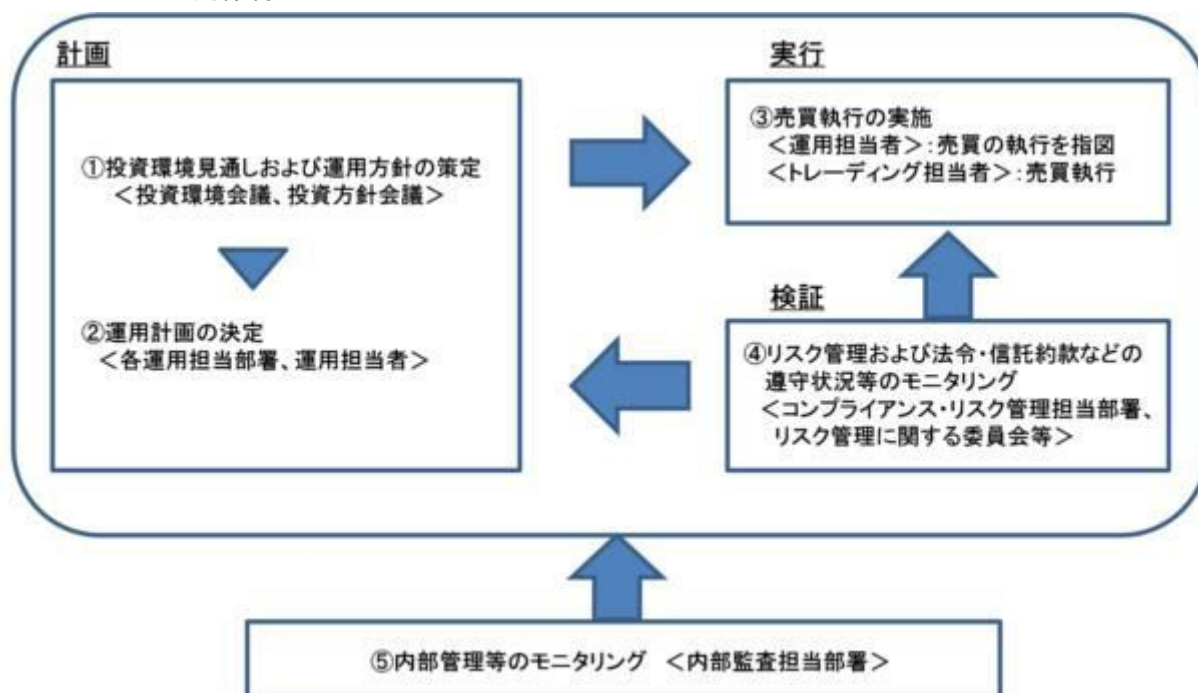 計画
①投資環境見通しおよび運用方針の策定
＜投資環境会議、投資方針会議＞
②運用計画の決定
＜各運用担当部署、運用担当者＞
実行
③売買執行の実施
＜運用担当者＞：売買の執行を指図
＜トレーディング担当者＞：売買執行
検証
④リスク管理および法令・信託約款などの
遵守状況等のモニタリング
＜コンプライアンス・リスク管理担当部署、
リスク管理に関する委員会等＞
⑤内部管理等のモニタリング　＜内部監査担当部署＞